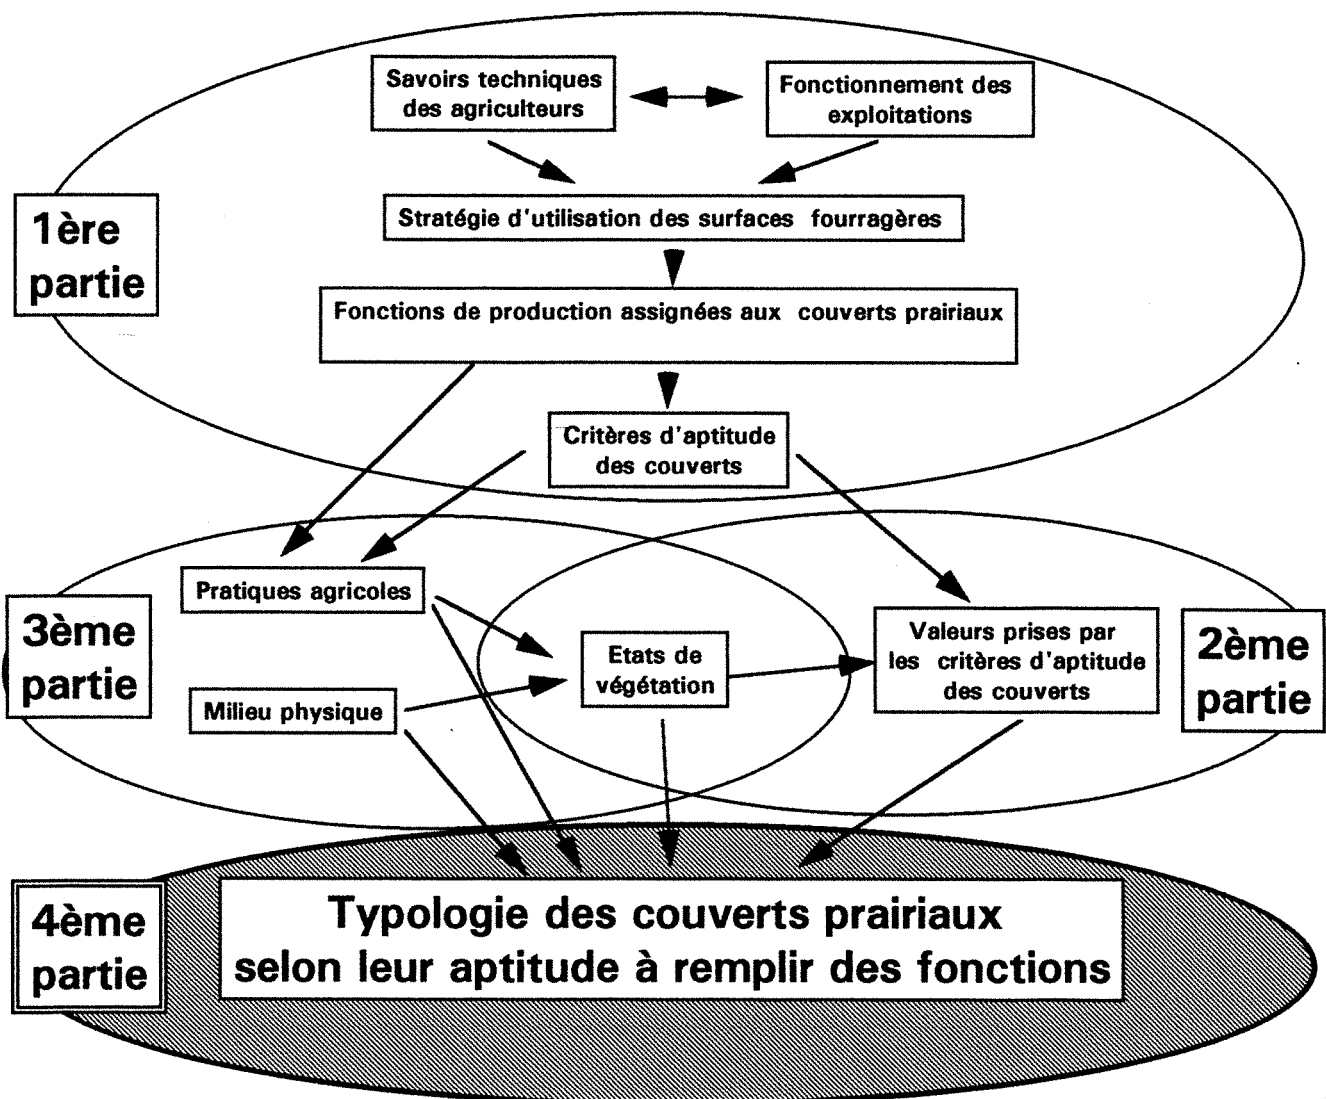 Savoirs techniques
des agriculteurs
Fonctionnement des
exploitations
1ère
partie
Stratégie d'utilisation des surfaces fourragères
Fonctions de production assignées aux couverts prairiaux
Critères d'aptitude
des couverts
3ème
partie
Pratiques agricoles
Milieu physique
Etats de
végétation
Valeurs prises par
les critères d'aptitude
des couverts
2ème
partie
4ème
partie
Typologie des couverts prairiaux
selon leur aptitude à remplir des fonctions